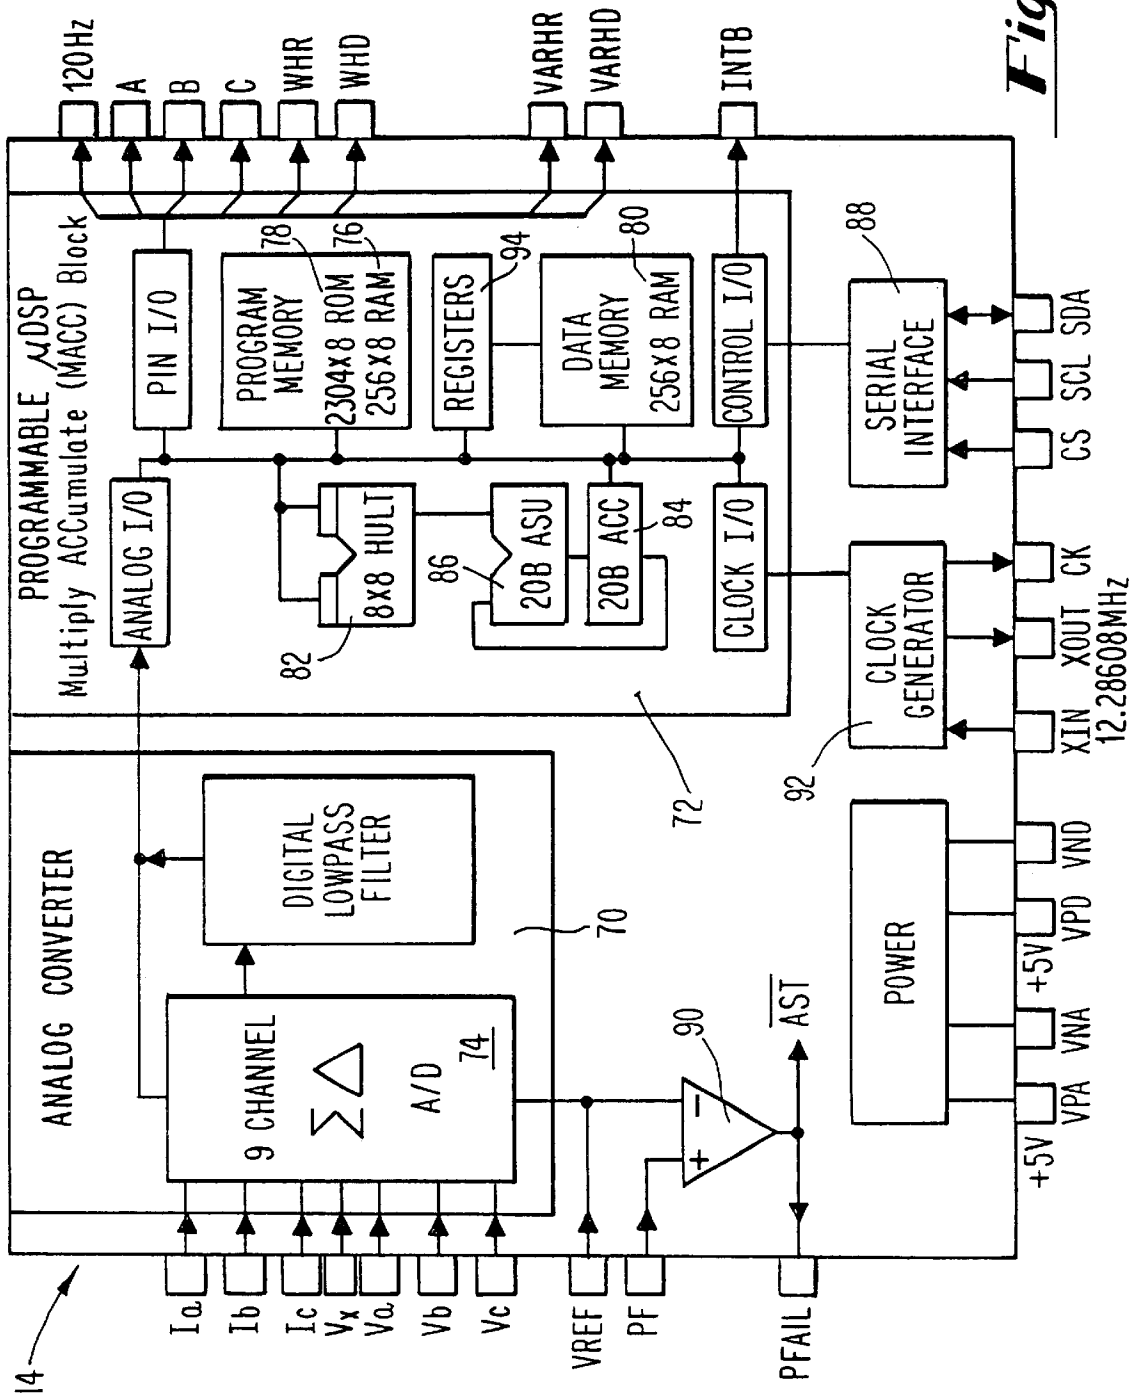 14
ANALOG CONVERTER
PROGRAMMABLE μDSP
Multiply ACCumulate (MACC) Block
Ia
Ib
Ic
Vx
Va
Vb
Vc
VREF
PF
PFAIL
9 CHANNEL
ΣΔ
A/D
74
DIGITAL
LOWPASS
FILTER
70
+
−
90
AST
ANALOG I/O
PIN I/O
82
8X8 HULT
PROGRAM
MEMORY
2304X8 ROM
256X8 RAM
78
76
86
20B ASU
REGISTERS
94
20B ACC
84
DATA
MEMORY
256X8 RAM
80
CLOCK I/O
CONTROL I/O
72
120Hz
A
B
C
WHR
WHD
VARHR
VARHD
INTB
POWER
92
CLOCK
GENERATOR
SERIAL
INTERFACE
88
+5V
VPA
VNA
+5V
VPD
VND
XIN
XOUT
CK
12.28608MHz
CS
SCL
SDA
Fig